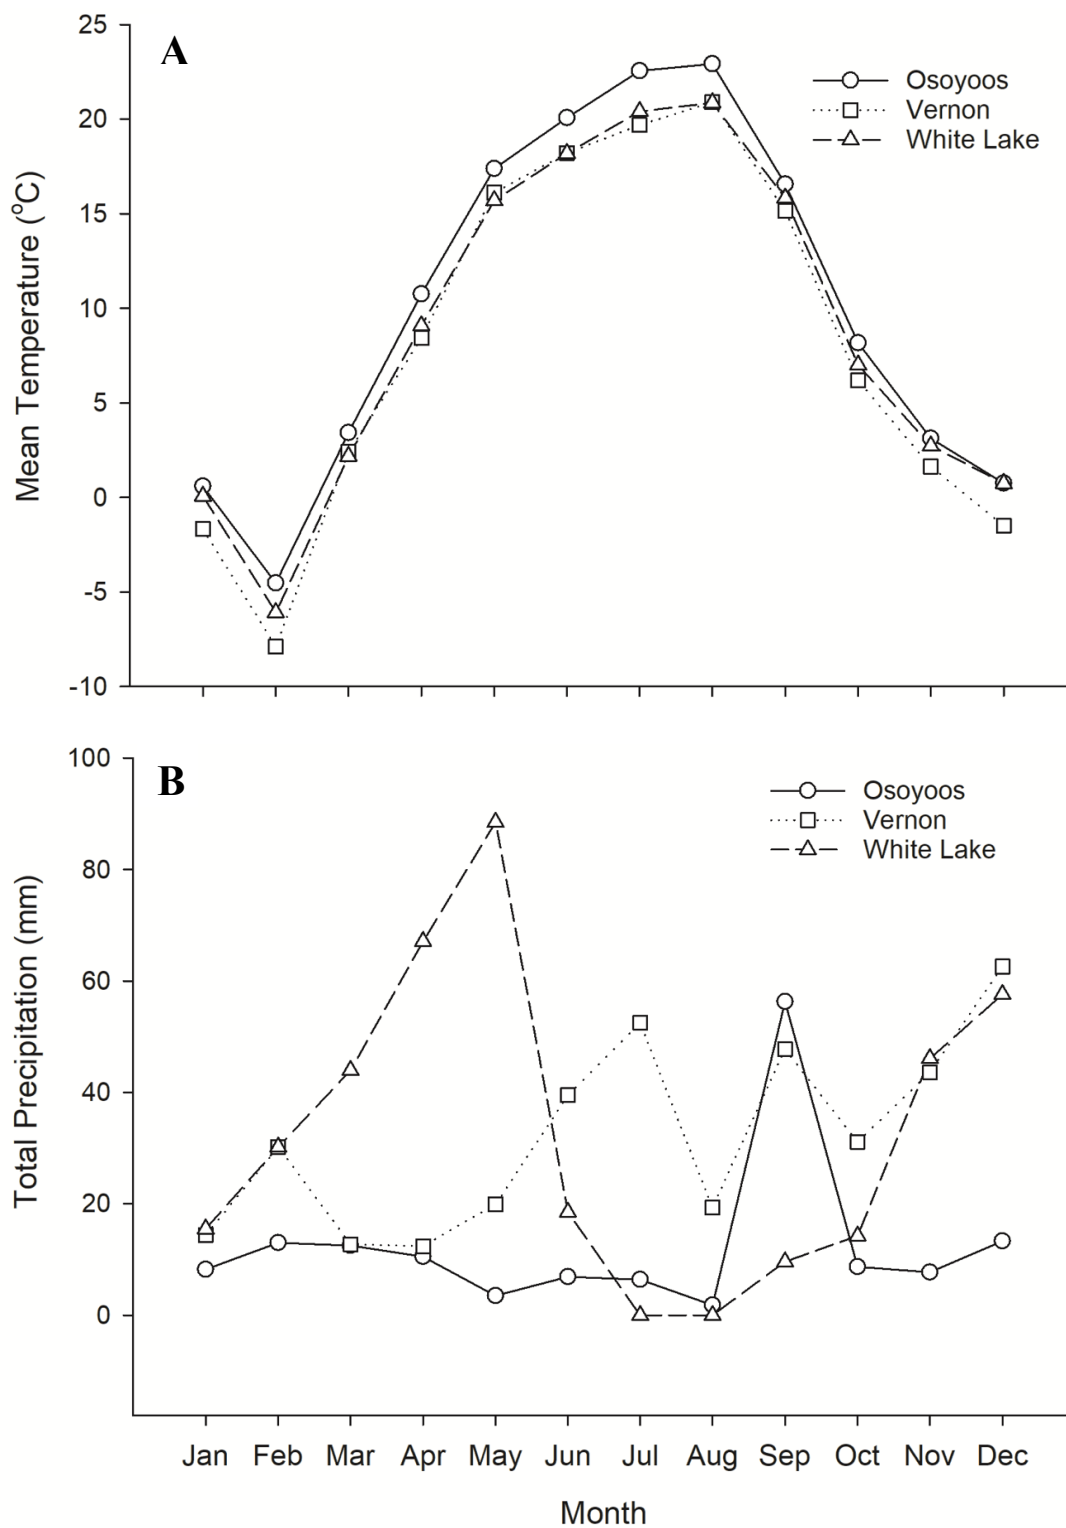 A
25
20
15
10
5
0
-5
-10
Mean Temperature (°C)
Osoyoos
Vernon
White Lake
B
100
80
60
40
20
0
Total Precipitation (mm)
Osoyoos
Vernon
White Lake
Jan Feb Mar Apr May Jun Jul Aug Sep Oct Nov Dec
Month